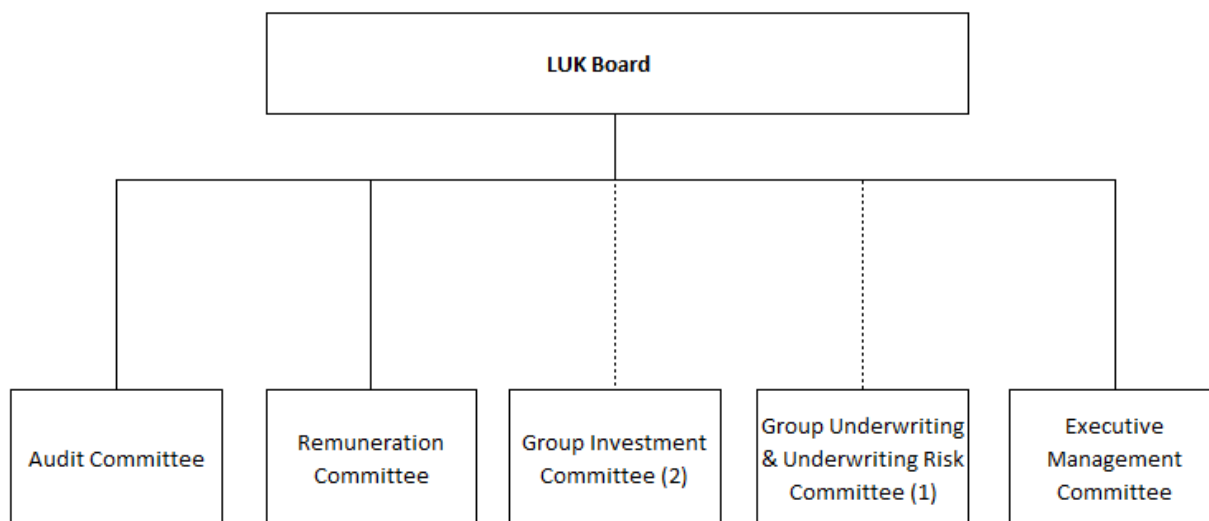 LUK Board
Audit Committee
Remuneration
Committee
Group Investment
Committee (2)
Group Underwriting
& Underwriting Risk
Committee (1)
Executive
Management
Committee